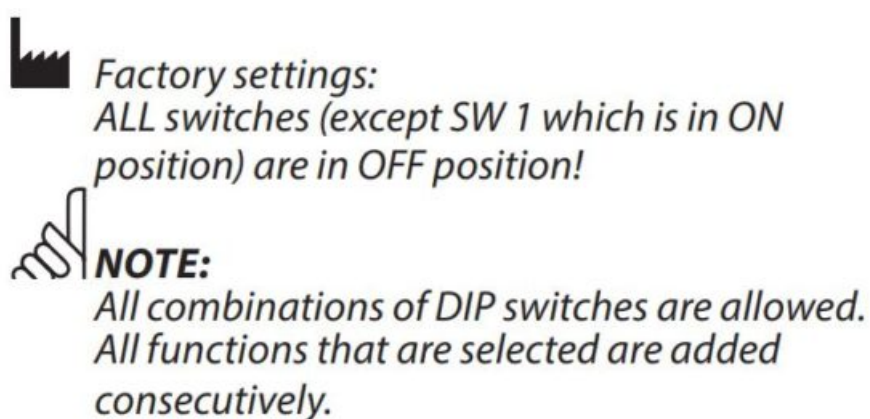 Factory settings:
ALL switches (except SW 1 which is in ON
position) are in OFF position!
NOTE:
All combinations of DIP switches are allowed.
All functions that are selected are added
consecutively.